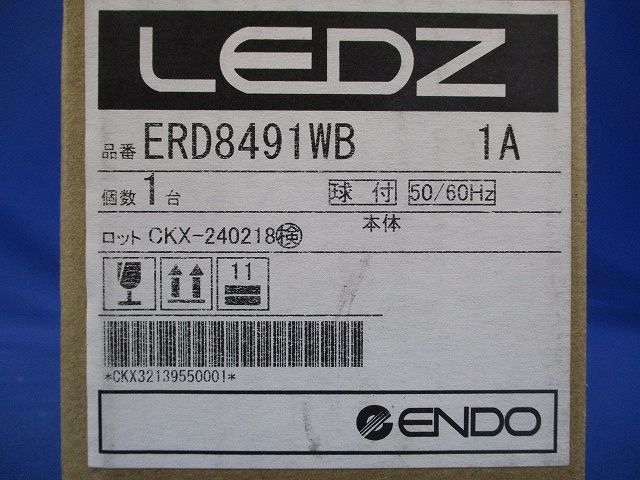 LEDZ
品番 ERD8491WB 1A
個数 1 台 球付 50/60Hz
本体
ロット CKX-240218 検
11
*CKX32139550001*
ENDO